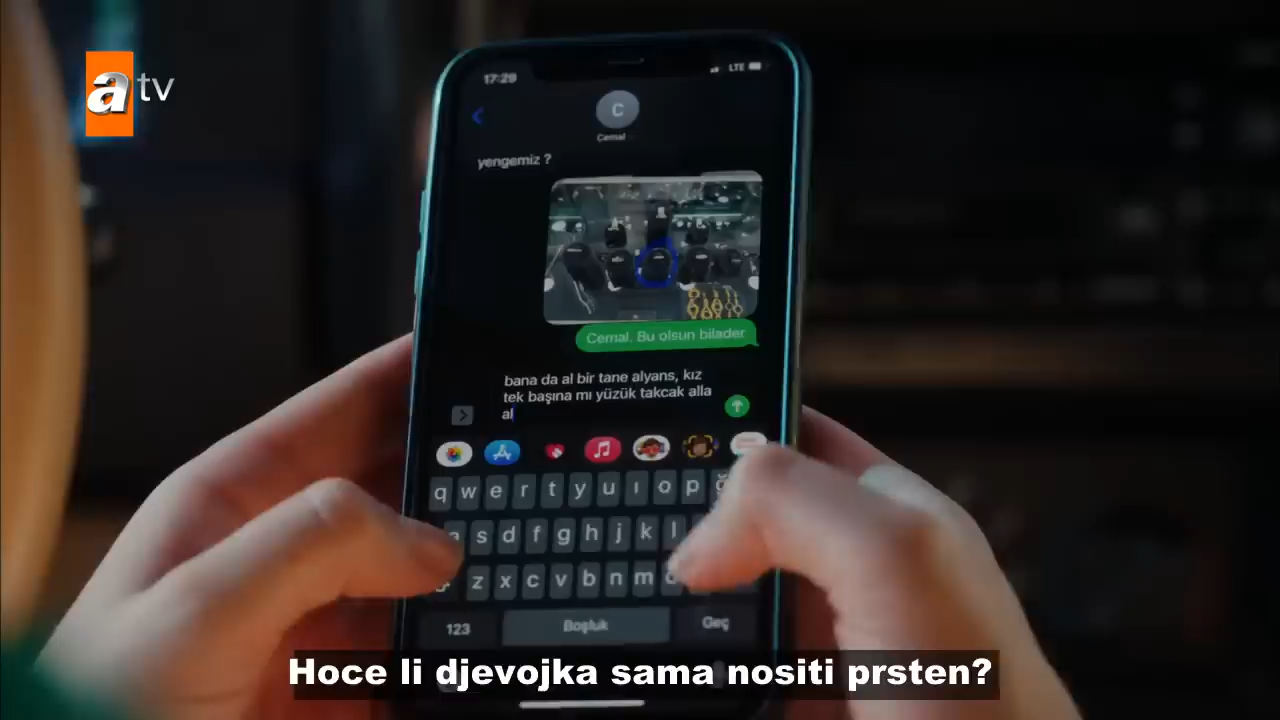 atv
17:29
LTE
C
Cemal
yengemiz ?
Cemal. Bu olsun bilader
bana da al bir tane alyans, kız
tek başına mı yüzük takcak alla
al
q w e r t y u ı o p ğ
a s d f g h j k l
z x c v b n m
123 Boşluk Geç
Hoce li djevojka sama nositi prsten?